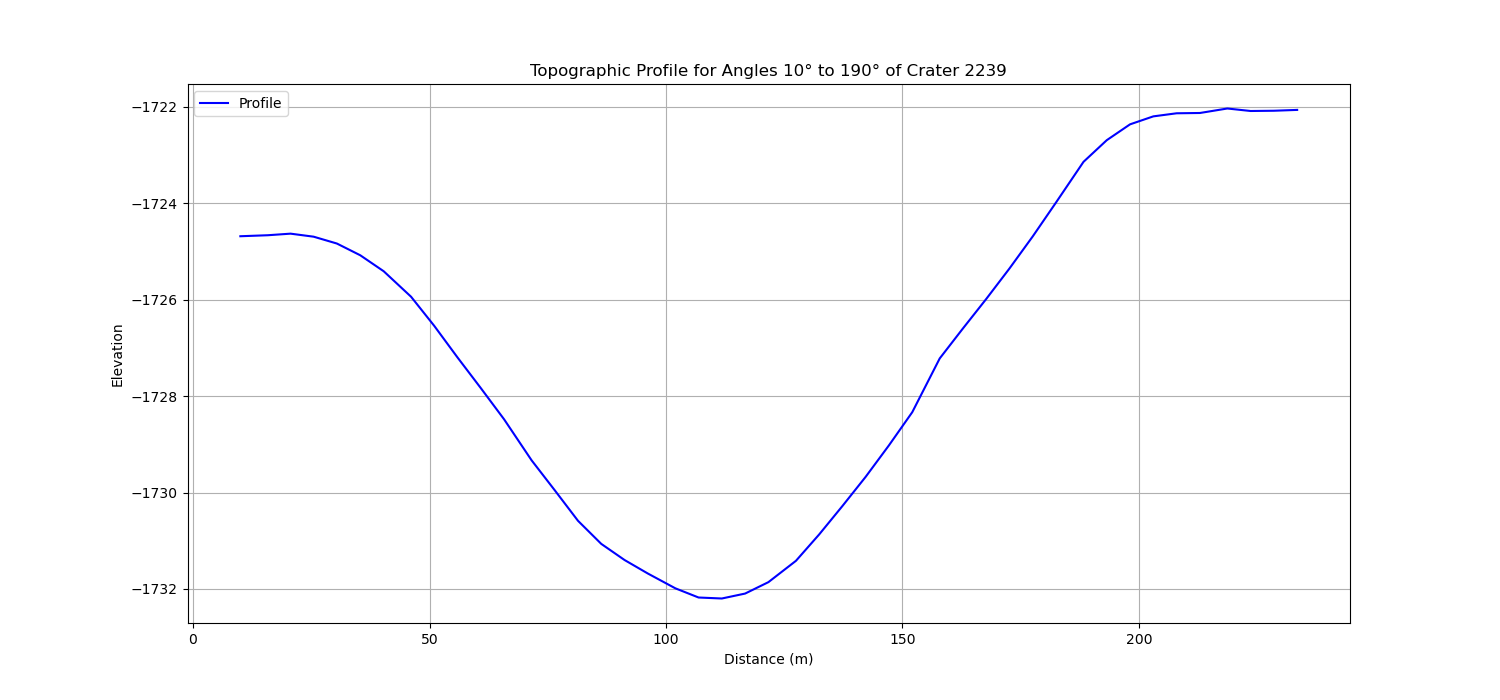 Topographic Profile for Angles 10° to 190° of Crater 2239
Profile
−1722
−1724
−1726
−1728
−1730
−1732
Elevation
0
50
100
150
200
Distance (m)